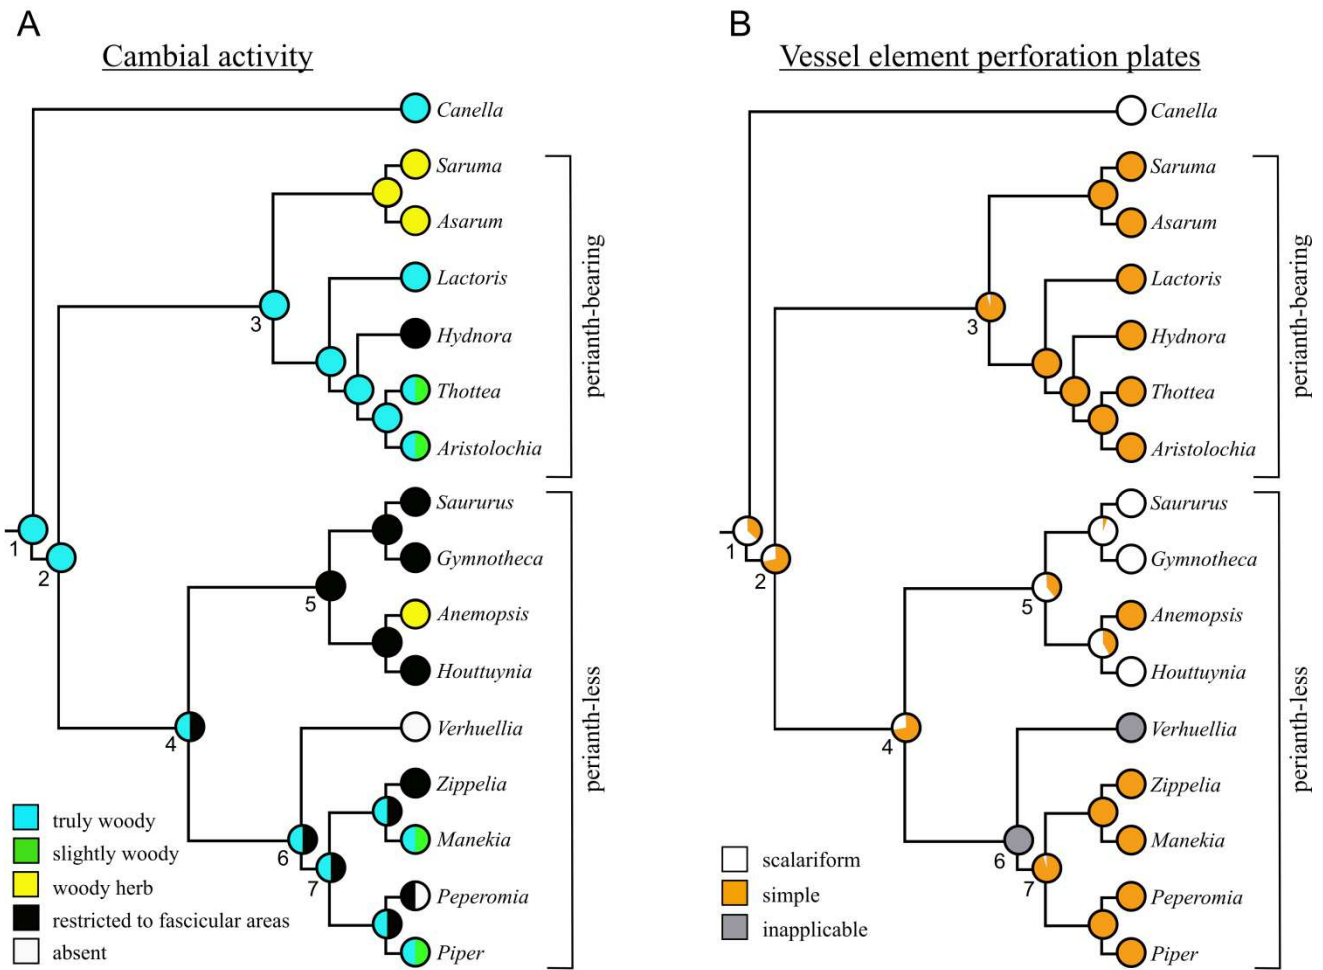 A
Cambial activity
Canella
Saruma
Asarum
Lactoris
Hydnora
Thottea
Aristolochia
Saururus
Gymnotheca
Anemopsis
Houttuynia
Verhuellia
Zippelia
Manekia
Peperomia
Piper
perianth-bearing
perianth-less
1
2
3
4
5
6
7
truly woody
slightly woody
woody herb
restricted to fascicular areas
absent
B
Vessel element perforation plates
Canella
Saruma
Asarum
Lactoris
Hydnora
Thottea
Aristolochia
Saururus
Gymnotheca
Anemopsis
Houttuynia
Verhuellia
Zippelia
Manekia
Peperomia
Piper
perianth-bearing
perianth-less
1
2
3
4
5
6
7
scalariform
simple
inapplicable